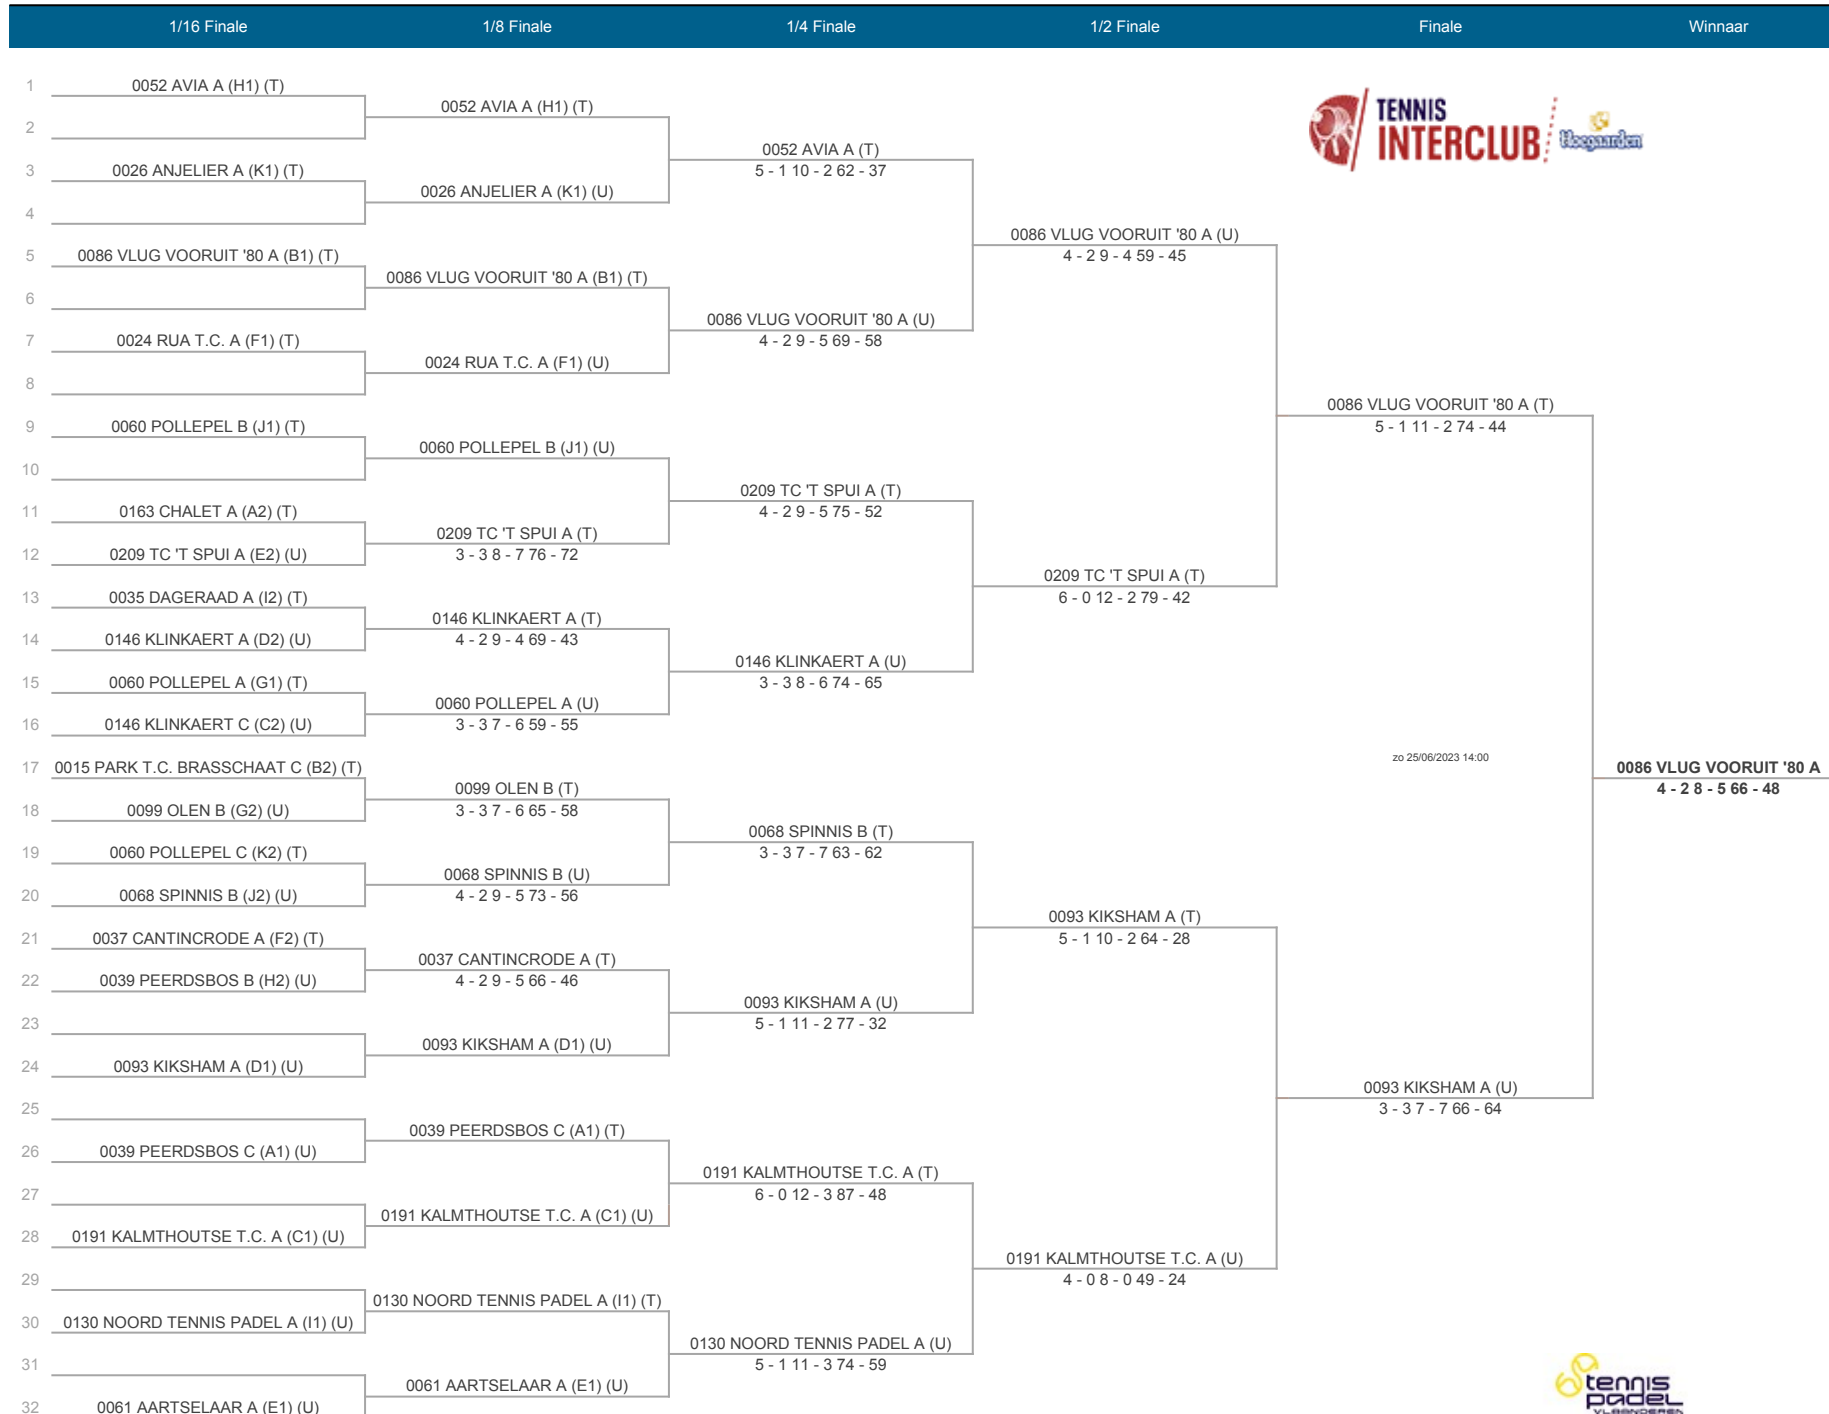 1/16 Finale
1/8 Finale
1/4 Finale
1/2 Finale
Finale
Winnaar
TENNIS
INTERCLUB
Hoegaarden
1
0052 AVIA A (H1) (T)
2
3
0026 ANJELIER A (K1) (T)
4
5
0086 VLUG VOORUIT '80 A (B1) (T)
6
7
0024 RUA T.C. A (F1) (T)
8
9
0060 POLLEPEL B (J1) (T)
10
11
0163 CHALET A (A2) (T)
12
0209 TC 'T SPUI A (E2) (U)
13
0035 DAGERAAD A (I2) (T)
14
0146 KLINKAERT A (D2) (U)
15
0060 POLLEPEL A (G1) (T)
16
0146 KLINKAERT C (C2) (U)
17
0015 PARK T.C. BRASSCHAAT C (B2) (T)
18
0099 OLEN B (G2) (U)
19
0060 POLLEPEL C (K2) (T)
20
0068 SPINNIS B (J2) (U)
21
0037 CANTINCRODE A (F2) (T)
22
0039 PEERDSBOS B (H2) (U)
23
24
0093 KIKSHAM A (D1) (U)
25
26
0039 PEERDSBOS C (A1) (U)
27
28
0191 KALMTHOUTSE T.C. A (C1) (U)
29
30
0130 NOORD TENNIS PADEL A (I1) (U)
31
32
0061 AARTSELAAR A (E1) (U)
0052 AVIA A (H1) (T)
0026 ANJELIER A (K1) (U)
0086 VLUG VOORUIT '80 A (B1) (T)
0024 RUA T.C. A (F1) (U)
0060 POLLEPEL B (J1) (U)
0209 TC 'T SPUI A (T)
3 - 3 8 - 7 76 - 72
0146 KLINKAERT A (T)
4 - 2 9 - 4 69 - 43
0060 POLLEPEL A (U)
3 - 3 7 - 6 59 - 55
0099 OLEN B (T)
3 - 3 7 - 6 65 - 58
0068 SPINNIS B (U)
4 - 2 9 - 5 73 - 56
0037 CANTINCRODE A (T)
4 - 2 9 - 5 66 - 46
0093 KIKSHAM A (D1) (U)
0039 PEERDSBOS C (A1) (T)
0191 KALMTHOUTSE T.C. A (C1) (U)
0130 NOORD TENNIS PADEL A (I1) (T)
0061 AARTSELAAR A (E1) (U)
0052 AVIA A (T)
5 - 1 10 - 2 62 - 37
0086 VLUG VOORUIT '80 A (U)
4 - 2 9 - 5 69 - 58
0209 TC 'T SPUI A (T)
4 - 2 9 - 5 75 - 52
0146 KLINKAERT A (U)
3 - 3 8 - 6 74 - 65
0068 SPINNIS B (T)
3 - 3 7 - 7 63 - 62
0093 KIKSHAM A (U)
5 - 1 11 - 2 77 - 32
0191 KALMTHOUTSE T.C. A (T)
6 - 0 12 - 3 87 - 48
0130 NOORD TENNIS PADEL A (U)
5 - 1 11 - 3 74 - 59
0086 VLUG VOORUIT '80 A (U)
4 - 2 9 - 4 59 - 45
0209 TC 'T SPUI A (T)
6 - 0 12 - 2 79 - 42
0093 KIKSHAM A (T)
5 - 1 10 - 2 64 - 28
0191 KALMTHOUTSE T.C. A (U)
4 - 0 8 - 0 49 - 24
0086 VLUG VOORUIT '80 A (T)
5 - 1 11 - 2 74 - 44
zo 25/06/2023 14:00
0093 KIKSHAM A (U)
3 - 3 7 - 7 66 - 64
0086 VLUG VOORUIT '80 A
4 - 2 8 - 5 66 - 48
tennis
padel
VLAANDEREN